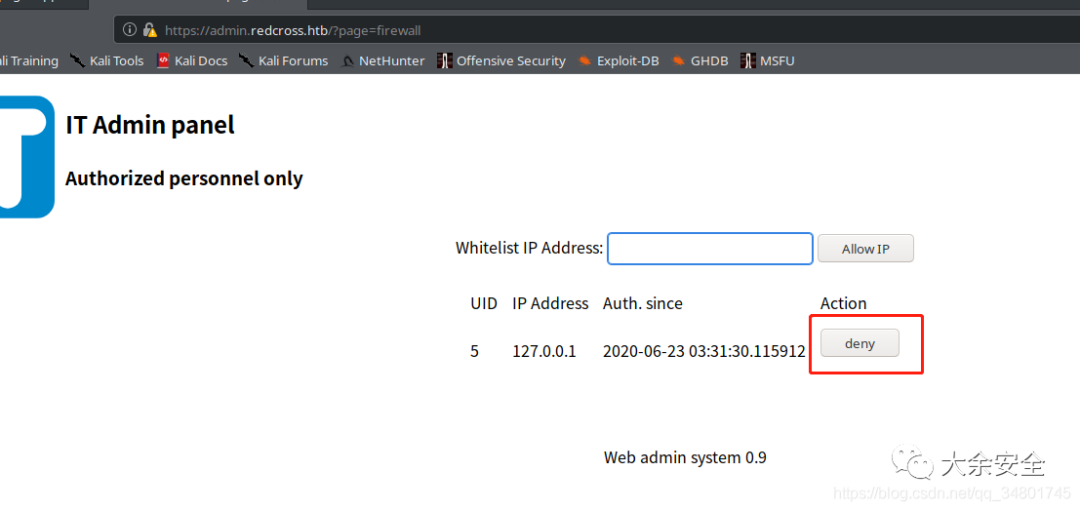 https://admin.redcross.htb/?page=firewall
ali Training Kali Tools Kali Docs Kali Forums NetHunter Offensive Security Exploit-DB GHDB MSFU
IT Admin panel
Authorized personnel only
Whitelist IP Address: Allow IP
UID IP Address Auth. since Action
5 127.0.0.1 2020-06-23 03:31:30.115912 deny
Web admin system 0.9
大余安全
https://blog.csdn.net/qq_34801745